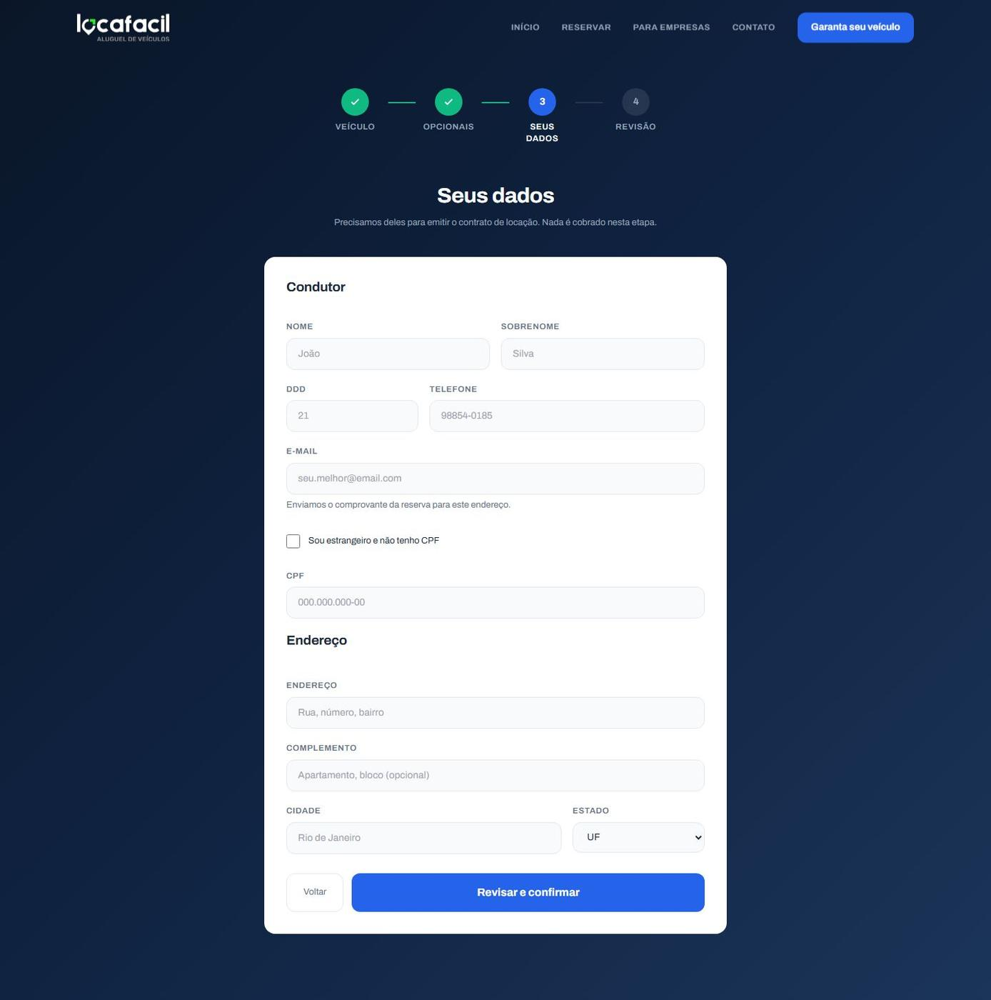 locafacil
ALUGUEL DE VEÍCULOS
INÍCIO
RESERVAR
PARA EMPRESAS
CONTATO
Garanta seu veículo
3
4
VEÍCULO
OPCIONAIS
SEUS
DADOS
REVISÃO
Seus dados
Precisamos deles para emitir o contrato de locação. Nada é cobrado nesta etapa.
Condutor
NOME
SOBRENOME
João
Silva
DDD
TELEFONE
21
98854-0185
E-MAIL
seu.melhor@email.com
Enviamos o comprovante da reserva para este endereço.
Sou estrangeiro e não tenho CPF
CPF
000.000.000-00
Endereço
ENDEREÇO
Rua, número, bairro
COMPLEMENTO
Apartamento, bloco (opcional)
CIDADE
ESTADO
Rio de Janeiro
UF
Voltar
Revisar e confirmar